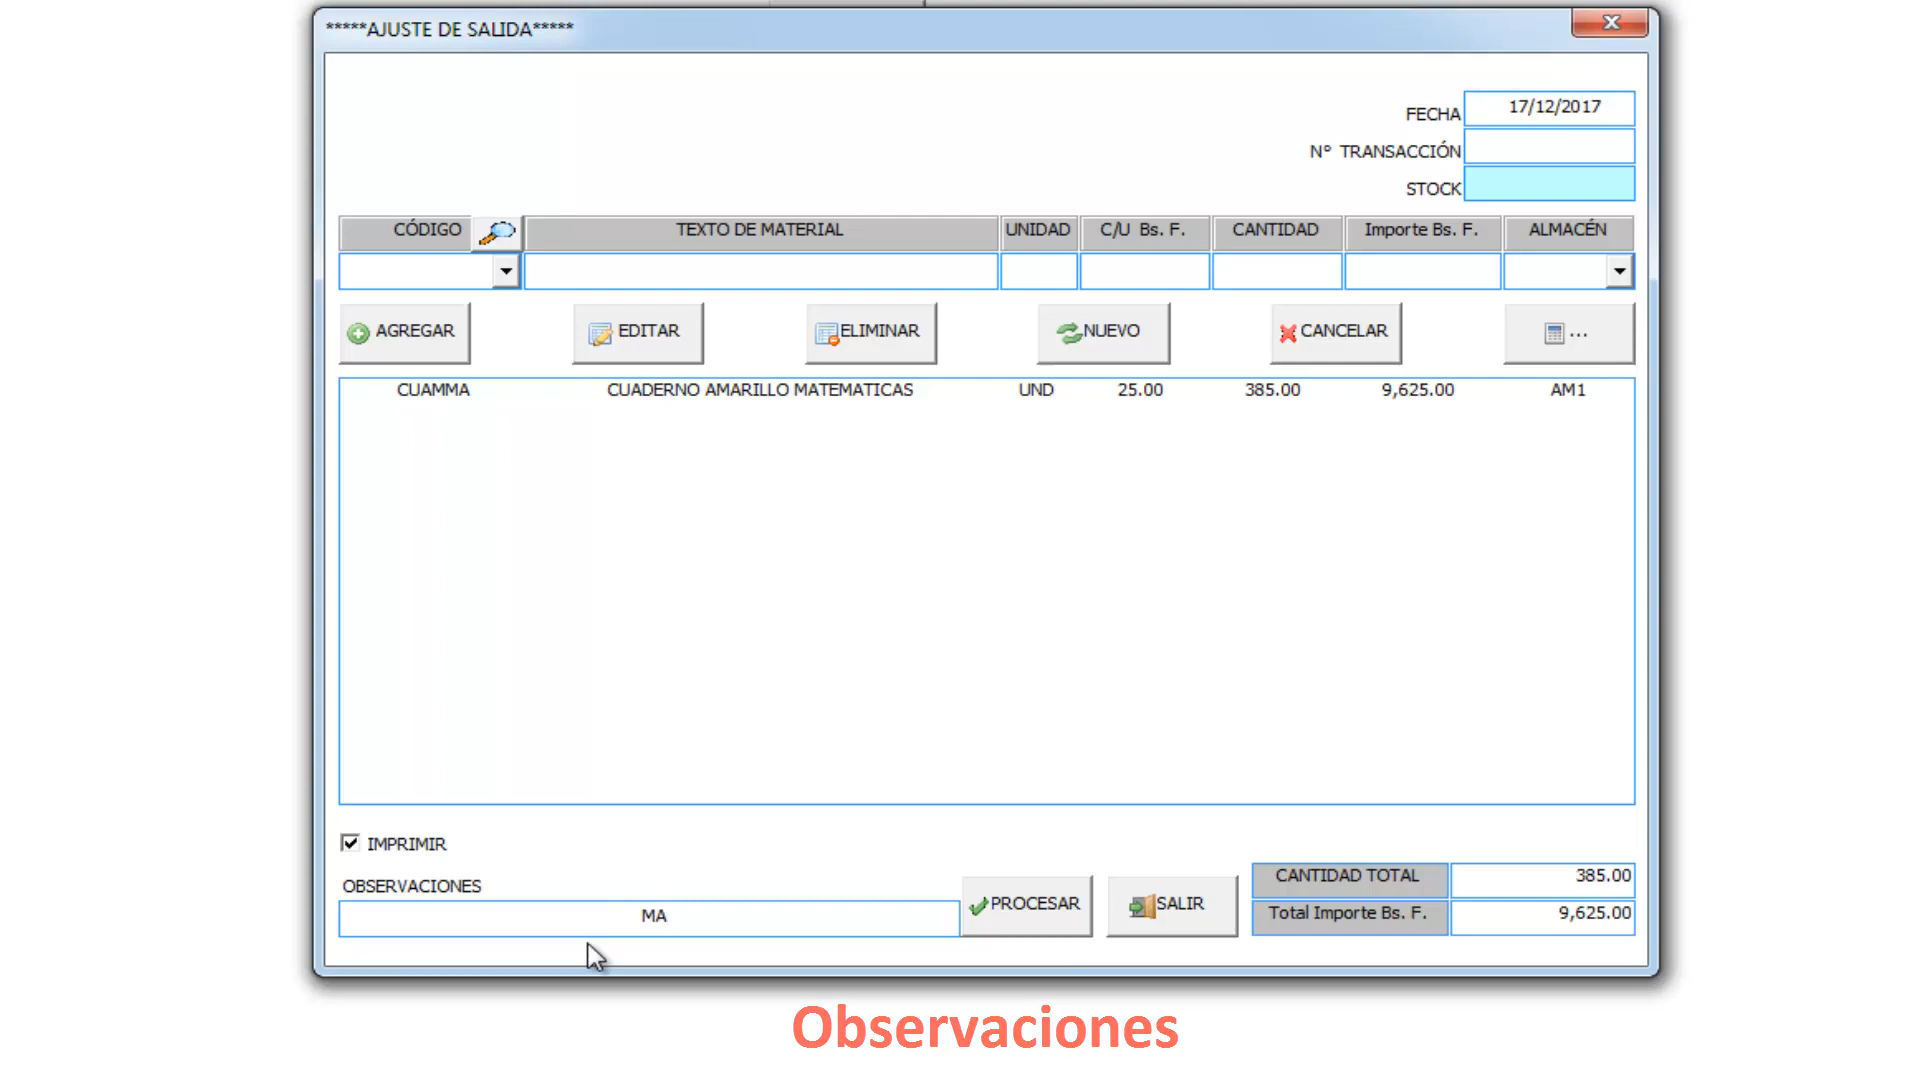 *****AJUSTE DE SALIDA*****
FECHA 17/12/2017
N° TRANSACCIÓN
STOCK
CÓDIGO TEXTO DE MATERIAL UNIDAD C/U Bs. F. CANTIDAD Importe Bs. F. ALMACÉN
AGREGAR EDITAR ELIMINAR NUEVO CANCELAR ...
CUAMMA CUADERNO AMARILLO MATEMATICAS UND 25.00 385.00 9,625.00 AM1
IMPRIMIR
OBSERVACIONES
MA
PROCESAR SALIR
CANTIDAD TOTAL 385.00
Total Importe Bs. F. 9,625.00
Observaciones